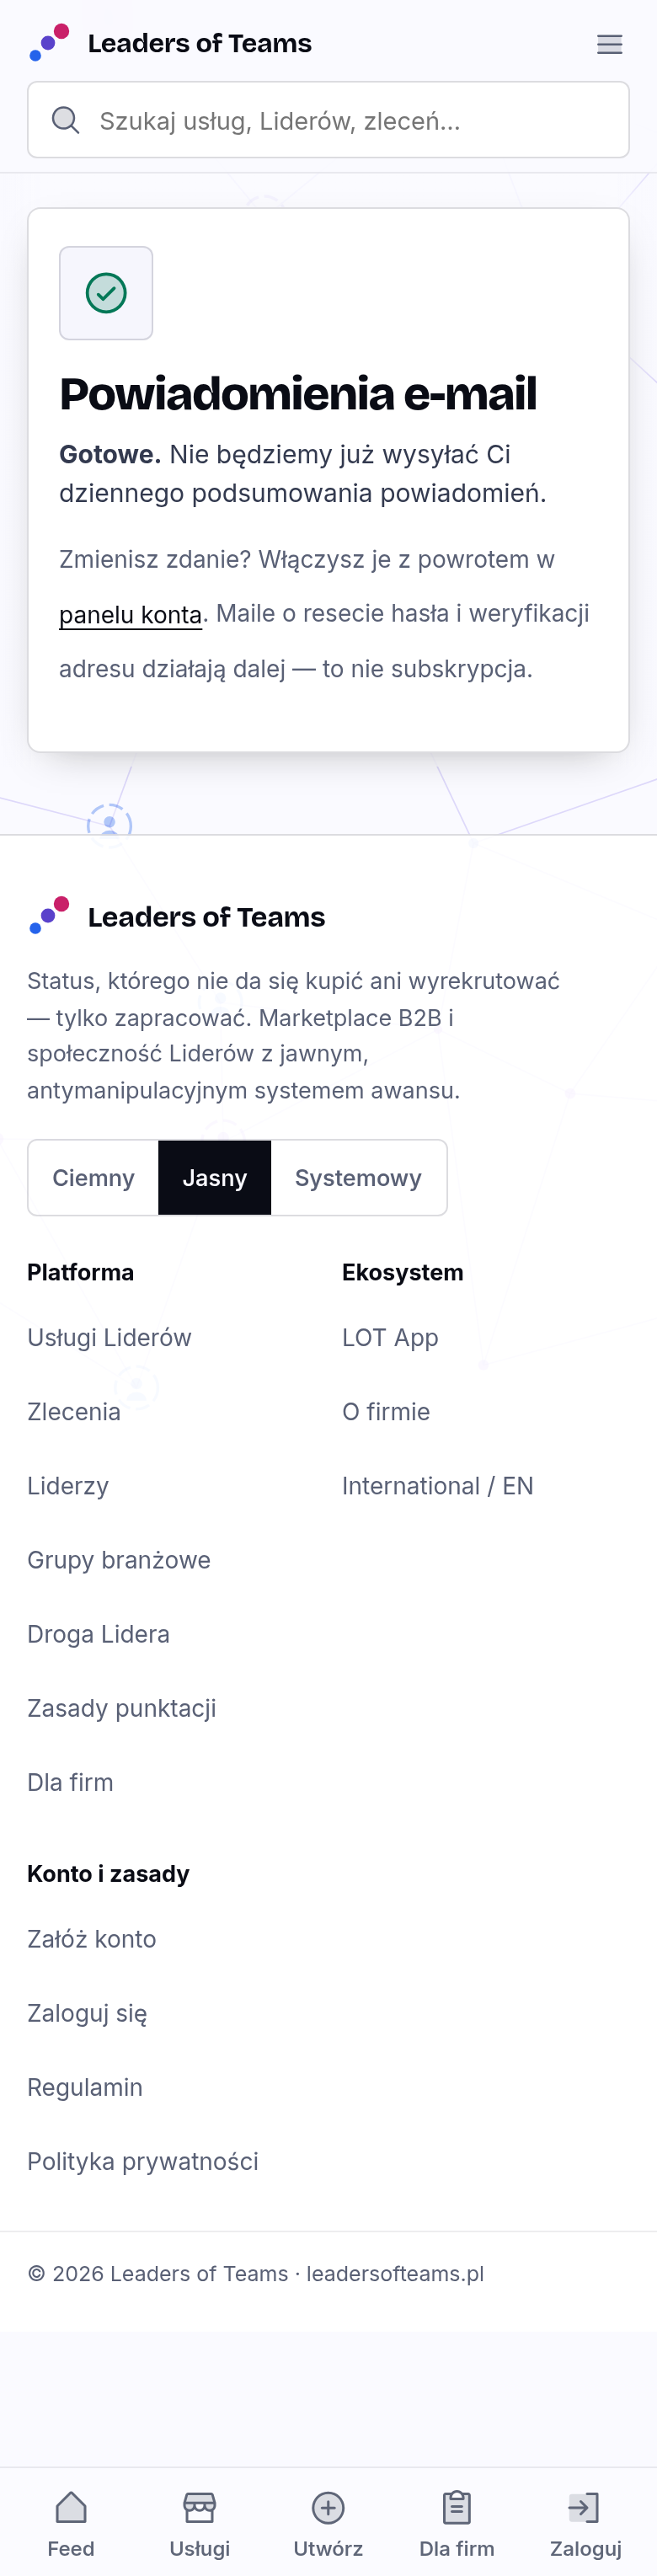 Leaders of Teams
Szukaj usług, Liderów, zleceń...
Powiadomienia e-mail
Gotowe. Nie będziemy już wysyłać Ci
dziennego podsumowania powiadomień.
Zmienisz zdanie? Włączysz je z powrotem w
panelu konta. Maile o resecie hasła i weryfikacji
adresu działają dalej — to nie subskrypcja.
Leaders of Teams
Status, którego nie da się kupić ani wyrekrutować
— tylko zapracować. Marketplace B2B i
społeczność Liderów z jawnym,
antymanipulacyjnym systemem awansu.
Ciemny Jasny Systemowy
Platforma
Usługi Liderów
Zlecenia
Liderzy
Grupy branżowe
Droga Lidera
Zasady punktacji
Dla firm
Ekosystem
LOT App
O firmie
International / EN
Konto i zasady
Załóż konto
Zaloguj się
Regulamin
Polityka prywatności
© 2026 Leaders of Teams · leadersofteams.pl
Feed Usługi Utwórz Dla firm Zaloguj